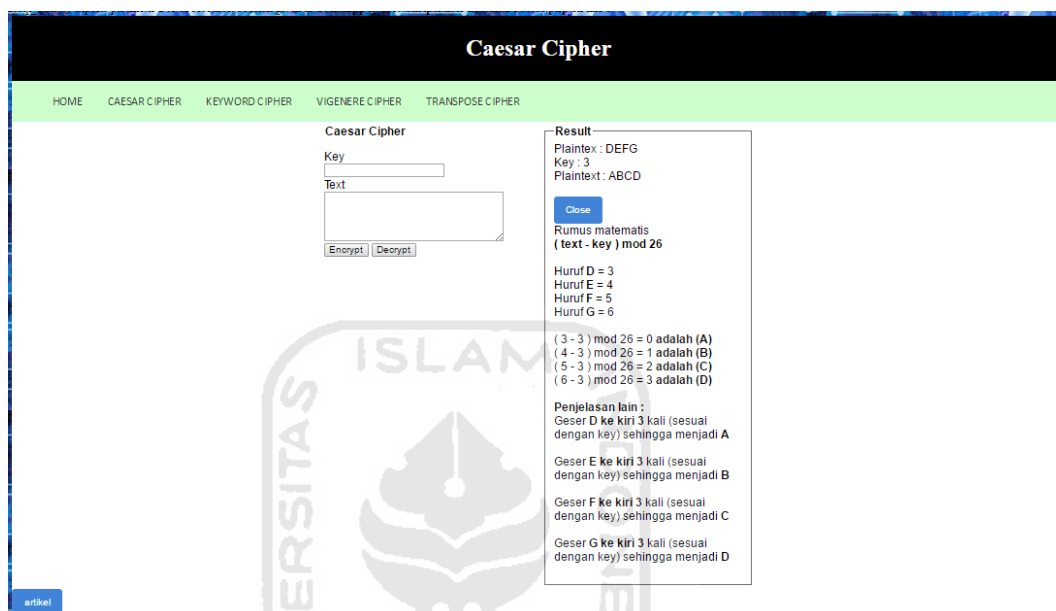 Caesar Cipher
HOME CAESAR CIPHER KEYWORD CIPHER VIGENERE CIPHER TRANSPOSE CIPHER
Caesar Cipher
Key
Text
Encrypt Decrypt
Result
Plaintex : DEFG
Key : 3
Plaintext : ABCD
Close
Rumus matematis
( text - key ) mod 26
Huruf D = 3
Huruf E = 4
Huruf F = 5
Huruf G = 6
( 3 - 3 ) mod 26 = 0 adalah (A)
( 4 - 3 ) mod 26 = 1 adalah (B)
( 5 - 3 ) mod 26 = 2 adalah (C)
( 6 - 3 ) mod 26 = 3 adalah (D)
Penjelasan lain :
Geser D ke kiri 3 kali (sesuai
dengan key) sehingga menjadi A
Geser E ke kiri 3 kali (sesuai
dengan key) sehingga menjadi B
Geser F ke kiri 3 kali (sesuai
dengan key) sehingga menjadi C
Geser G ke kiri 3 kali (sesuai
dengan key) sehingga menjadi D
artikel
ISLAM